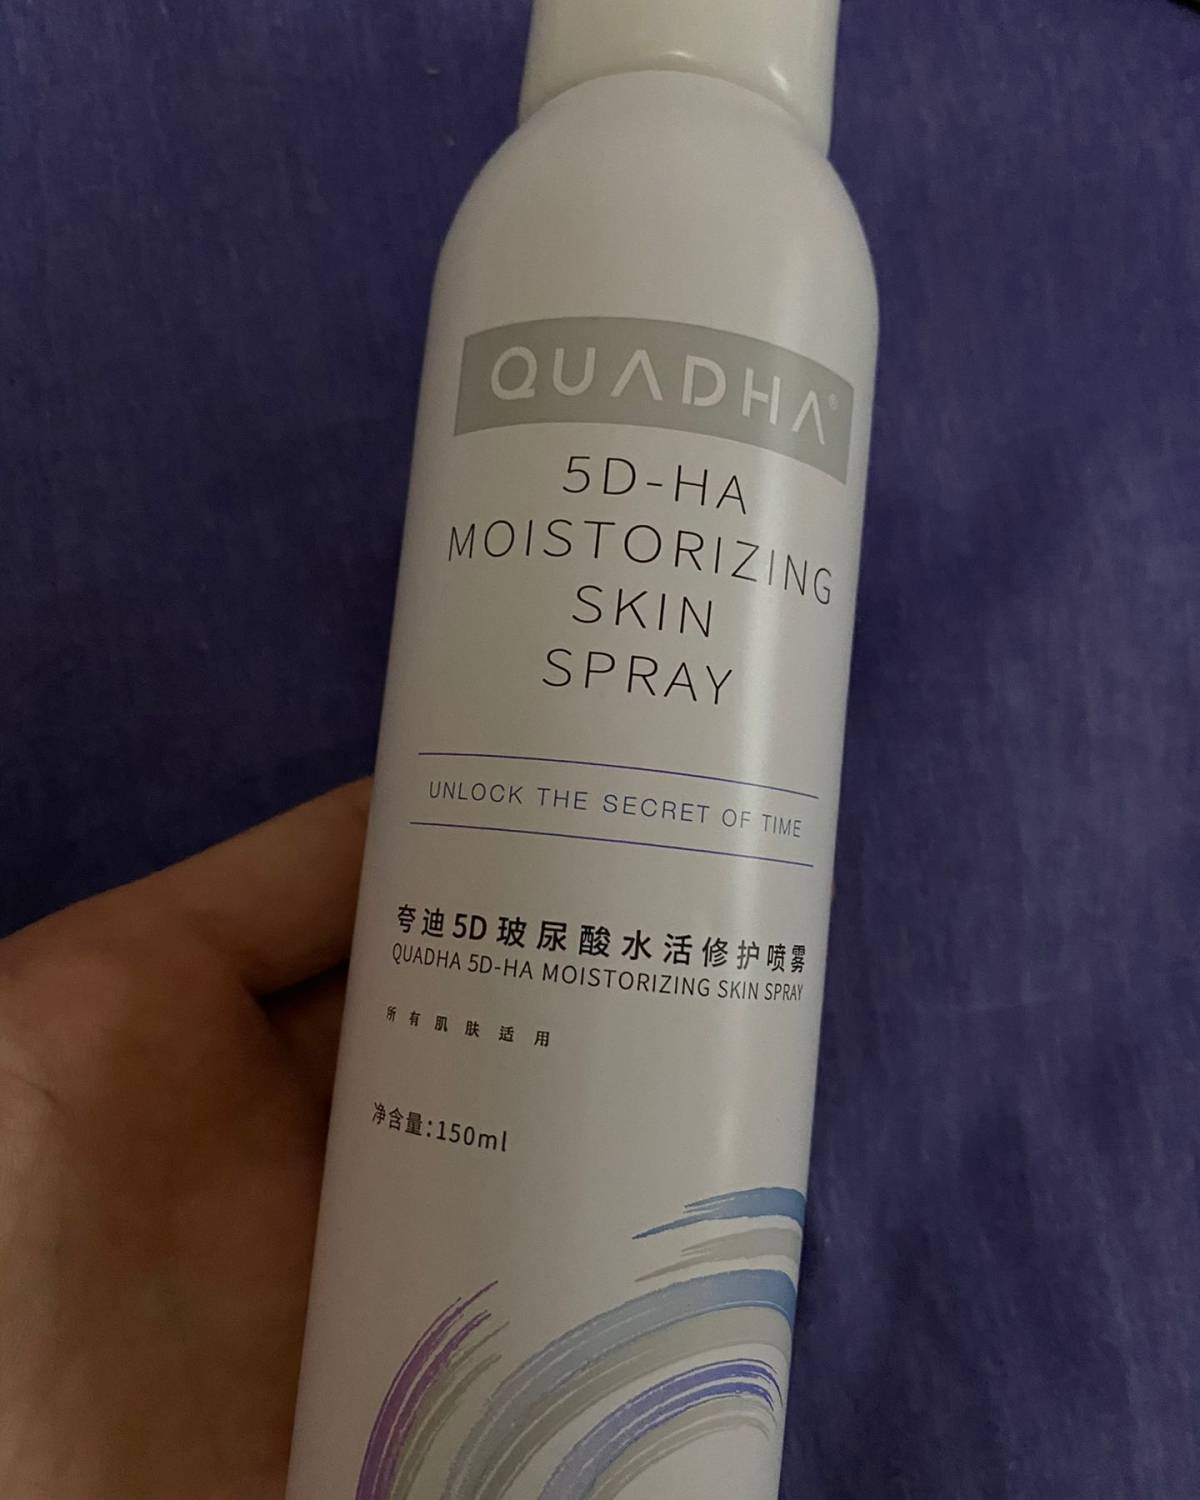 QUADHA®
5D-HA
MOISTORIZING
SKIN
SPRAY
UNLOCK THE SECRET OF TIME
夸迪5D玻尿酸水活修护喷雾
QUADHA 5D-HA MOISTORIZING SKIN SPRAY
所有肌肤适用
净含量:150ml